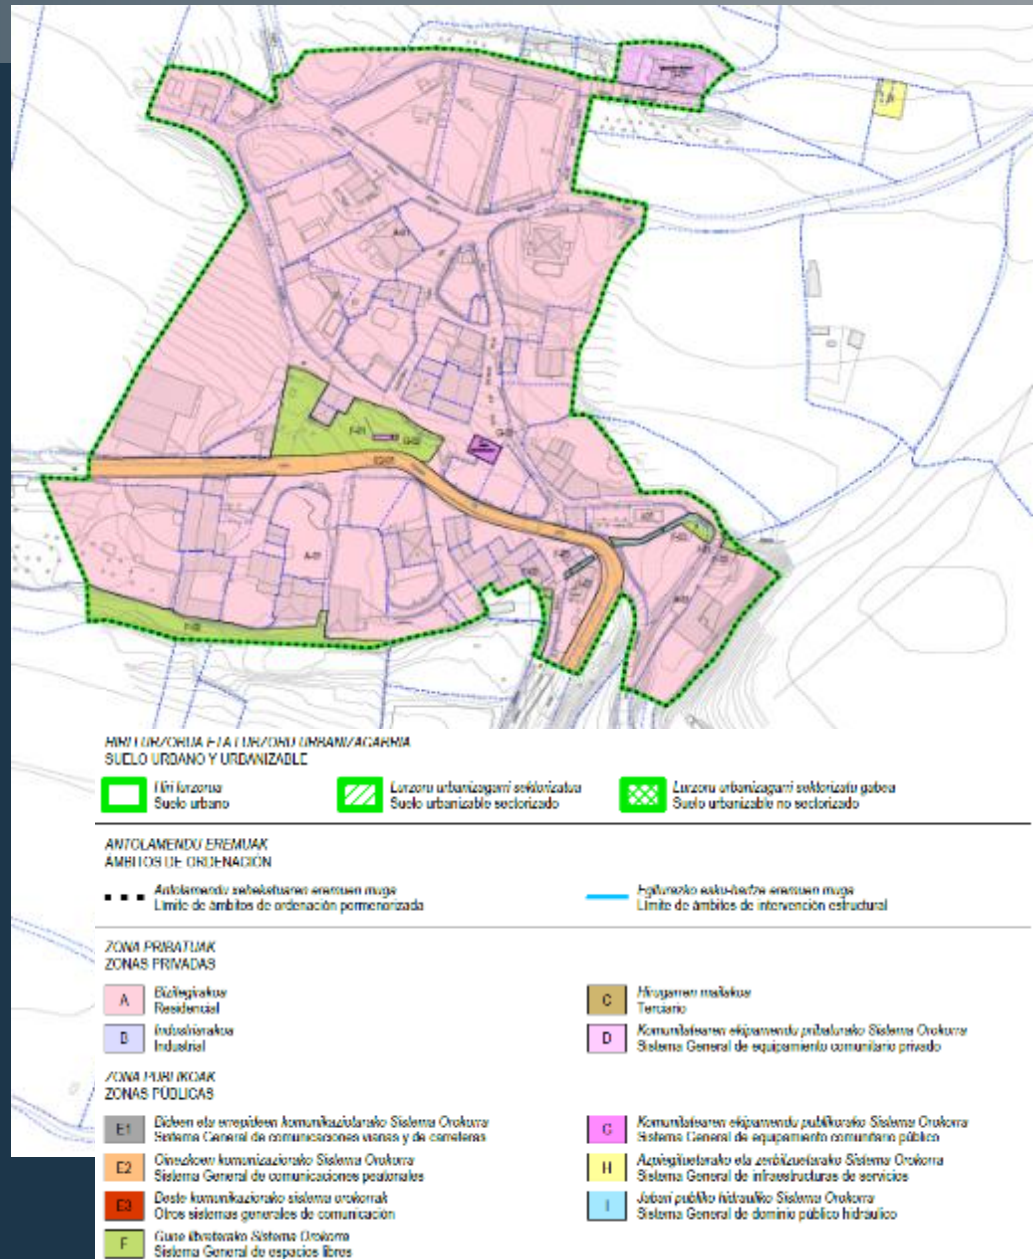 HIRI LURZORUA ETA LURZORU URBANIZAGARRIA
SUELO URBANO Y URBANIZABLE
Hiri lurzorua
Suelo urbano
Lurzoru urbanizagarri sektorizatua
Suelo urbanizable sectorizado
Lurzoru urbanizagarri sektorizatu gabea
Suelo urbanizable no sectorizado
ANTOLAMENDU EREMUAK
ÁMBITOS DE ORDENACIÓN
Antolamendu xehekatuaren eremuen muga
Límite de ámbitos de ordenación pormenorizada
Egiturazko esku-hartze eremuen muga
Límite de ámbitos de intervención estructural
ZONA PRIBATUAK
ZONAS PRIVADAS
A
Bizitegirakoa
Residencial
B
Industriarakoa
Industrial
C
Hirugarren mailakoa
Terciario
D
Komunitatearen ekipamendu pribaturako Sistema Orokorra
Sistema General de equipamiento comunitario privado
ZONA PUBLIKOAK
ZONAS PÚBLICAS
E1
Bideen eta errepideen komunikaziotarako Sistema Orokorra
Sistema General de comunicaciones viarias y de carreteras
E2
Oinezkoen komunizaziorako Sistema Orokorra
Sistema General de comunicaciones peatonales
E3
Beste komunikaziorako sistema orokorrak
Otros sistemas generales de comunicación
F
Gune libretarako Sistema Orokorra
Sistema General de espacios libres
G
Komunitatearen ekipamendu publikorako Sistema Orokorra
Sistema General de equipamiento comunitario público
H
Azpiegituetarako eta zerbitzuetarako Sistema Orokorra
Sistema General de infraestructuras de servicios
I
Jabari publiko hidrauliko Sistema Orokorra
Sistema General de dominio público hidráulico